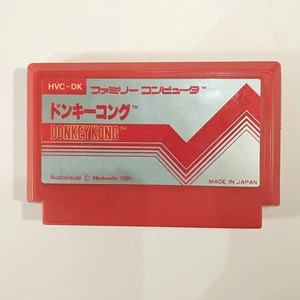 HVC-DK ファミリー コンピュータ™
ドンキーコング™
DONKEY KONG™
Audiovisual © Nintendo 1981
MADE IN JAPAN